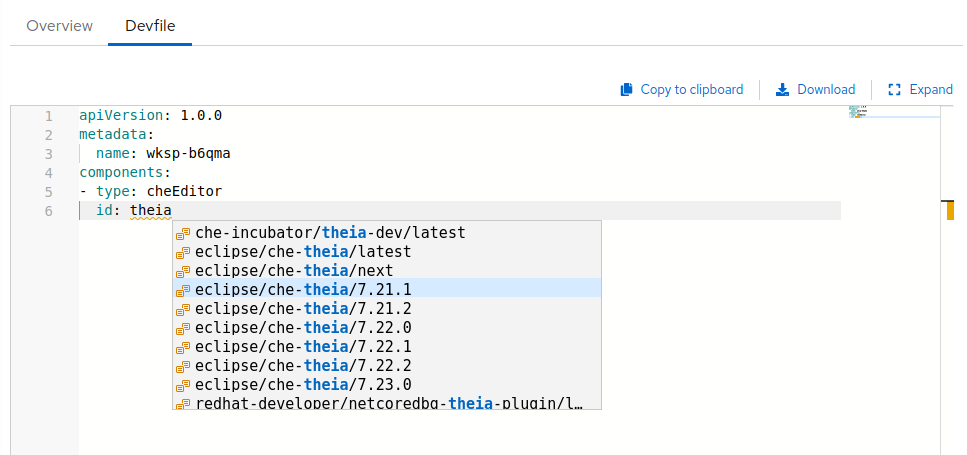 Overview Devfile
Copy to clipboard Download Expand
1 apiVersion: 1.0.0
2 metadata:
3 name: wksp-b6qma
4 components:
5 - type: cheEditor
6 id: theia
che-incubator/theia-dev/latest
eclipse/che-theia/latest
eclipse/che-theia/next
eclipse/che-theia/7.21.1
eclipse/che-theia/7.21.2
eclipse/che-theia/7.22.0
eclipse/che-theia/7.22.1
eclipse/che-theia/7.22.2
eclipse/che-theia/7.23.0
redhat-developer/netcoredbg-theia-plugin/l…